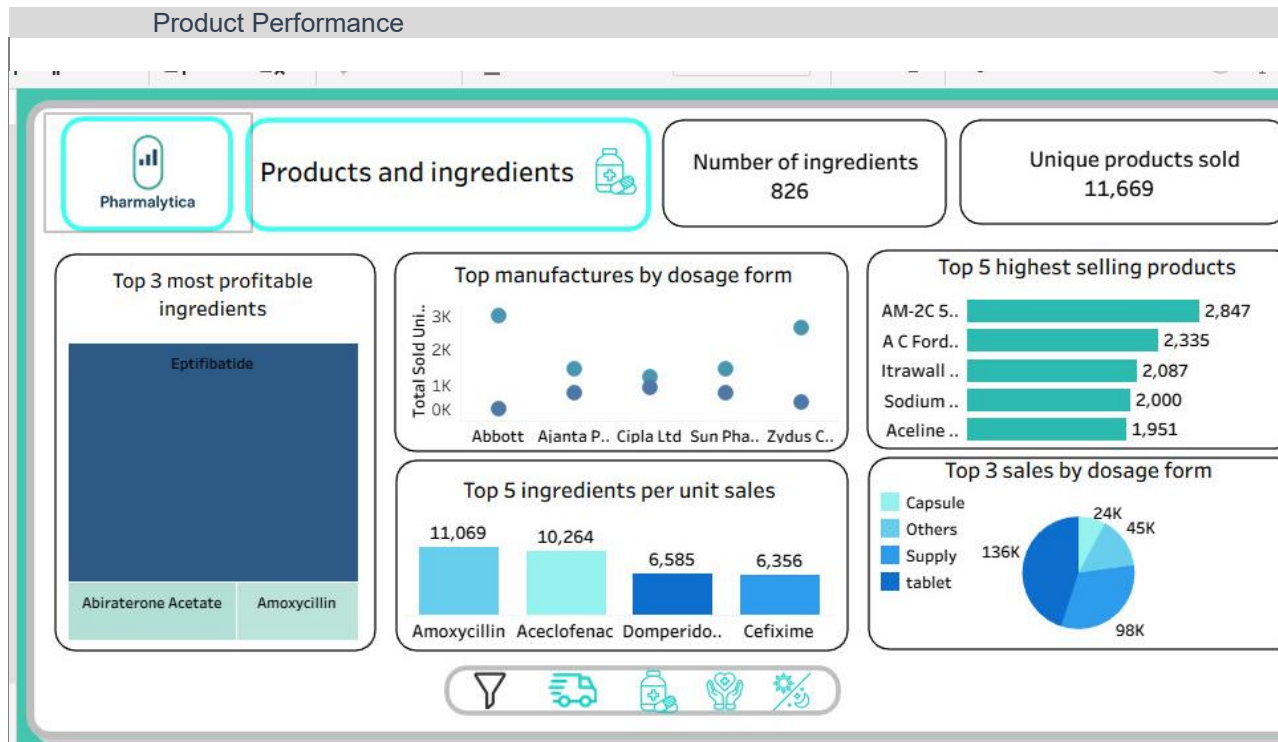 Product Performance
Pharmalytica
Products and ingredients
Number of ingredients
826
Unique products sold
11,669
Top 3 most profitable
ingredients
Eptifibatide
Abiraterone Acetate
Amoxycillin
Top manufactures by dosage form
Total Sold Uni..
3K
2K
1K
0K
Abbott
Ajanta P..
Cipla Ltd
Sun Pha..
Zydus C..
Top 5 highest selling products
AM-2C 5.. 2,847
A C Ford.. 2,335
Itrawall .. 2,087
Sodium .. 2,000
Aceline .. 1,951
Top 5 ingredients per unit sales
11,069
10,264
6,585
6,356
Amoxycillin
Aceclofenac
Domperido..
Cefixime
Top 3 sales by dosage form
Capsule
Others
Supply
tablet
24K
45K
136K
98K